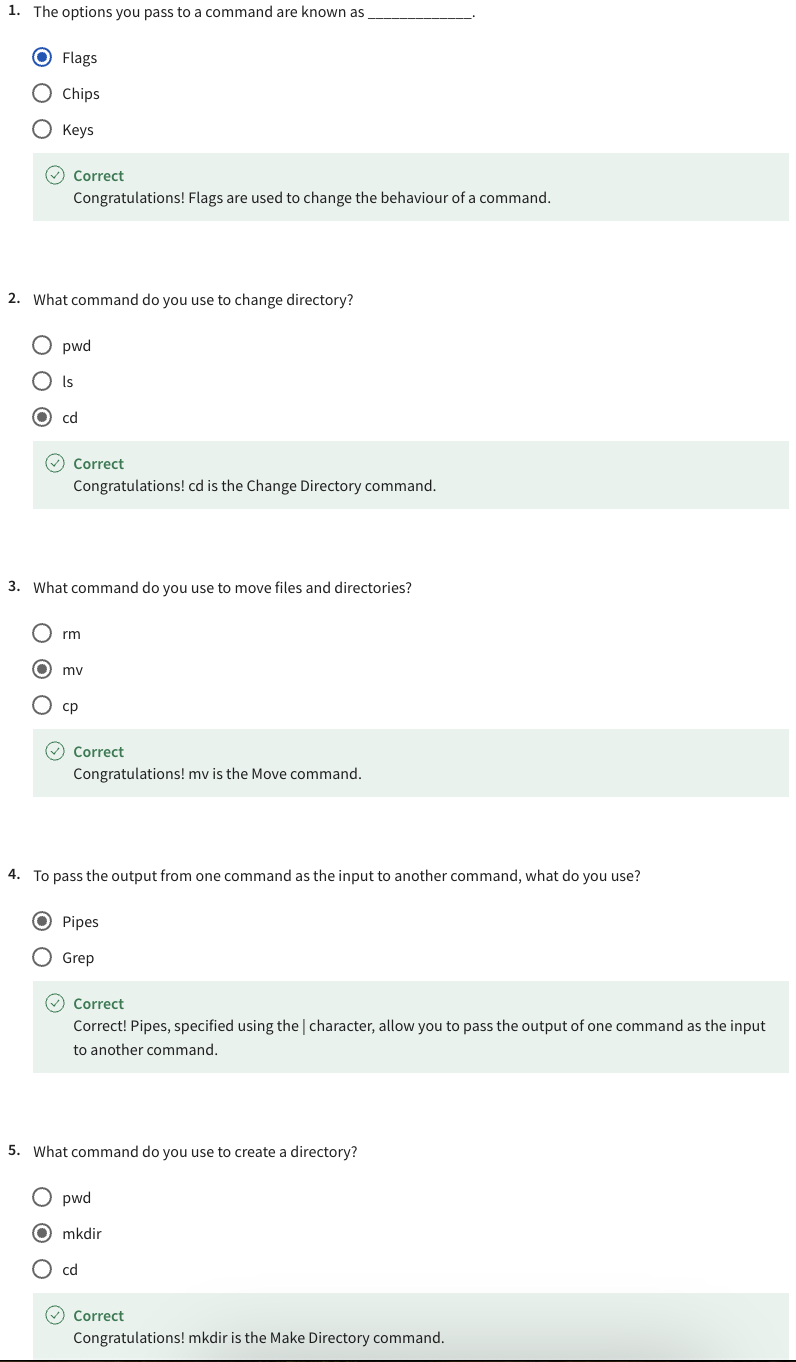 1. The options you pass to a command are known as _____________.
Flags
Chips
Keys
Correct
Congratulations! Flags are used to change the behaviour of a command.
2. What command do you use to change directory?
pwd
ls
cd
Correct
Congratulations! cd is the Change Directory command.
3. What command do you use to move files and directories?
rm
mv
cp
Correct
Congratulations! mv is the Move command.
4. To pass the output from one command as the input to another command, what do you use?
Pipes
Grep
Correct
Correct! Pipes, specified using the | character, allow you to pass the output of one command as the input
to another command.
5. What command do you use to create a directory?
pwd
mkdir
cd
Correct
Congratulations! mkdir is the Make Directory command.